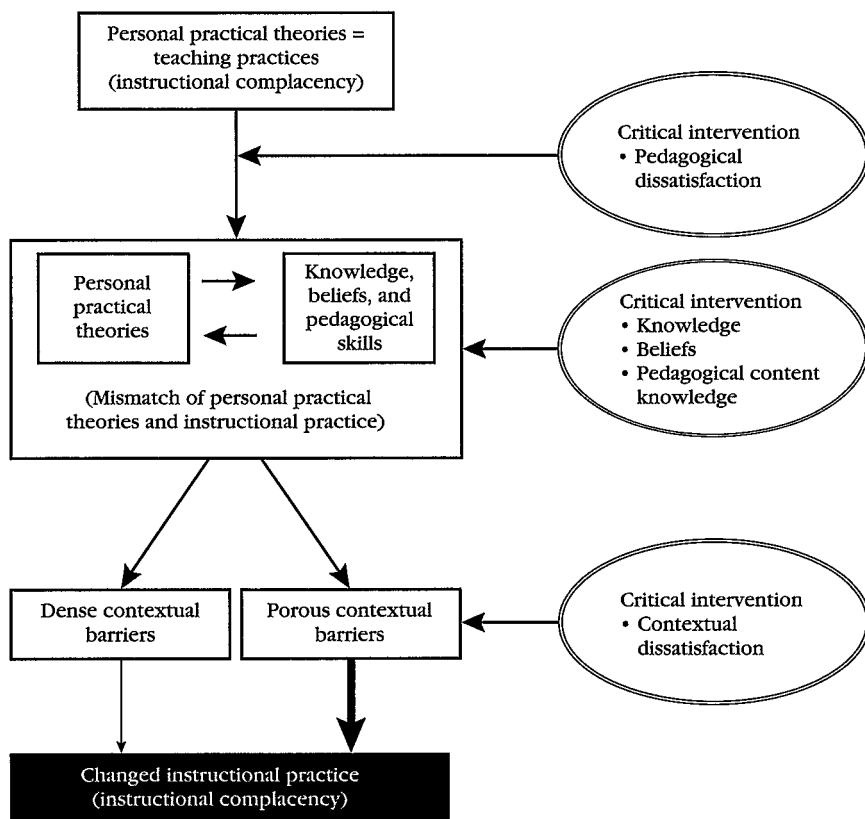 Personal practical theories =
teaching practices
(instructional complacency)
Critical intervention
• Pedagogical
dissatisfaction
Personal
practical
theories
Knowledge,
beliefs, and
pedagogical
skills
(Mismatch of personal practical
theories and instructional practice)
Critical intervention
• Knowledge
• Beliefs
• Pedagogical content
knowledge
Dense contextual
barriers
Porous contextual
barriers
Critical intervention
• Contextual
dissatisfaction
Changed instructional practice
(instructional complacency)